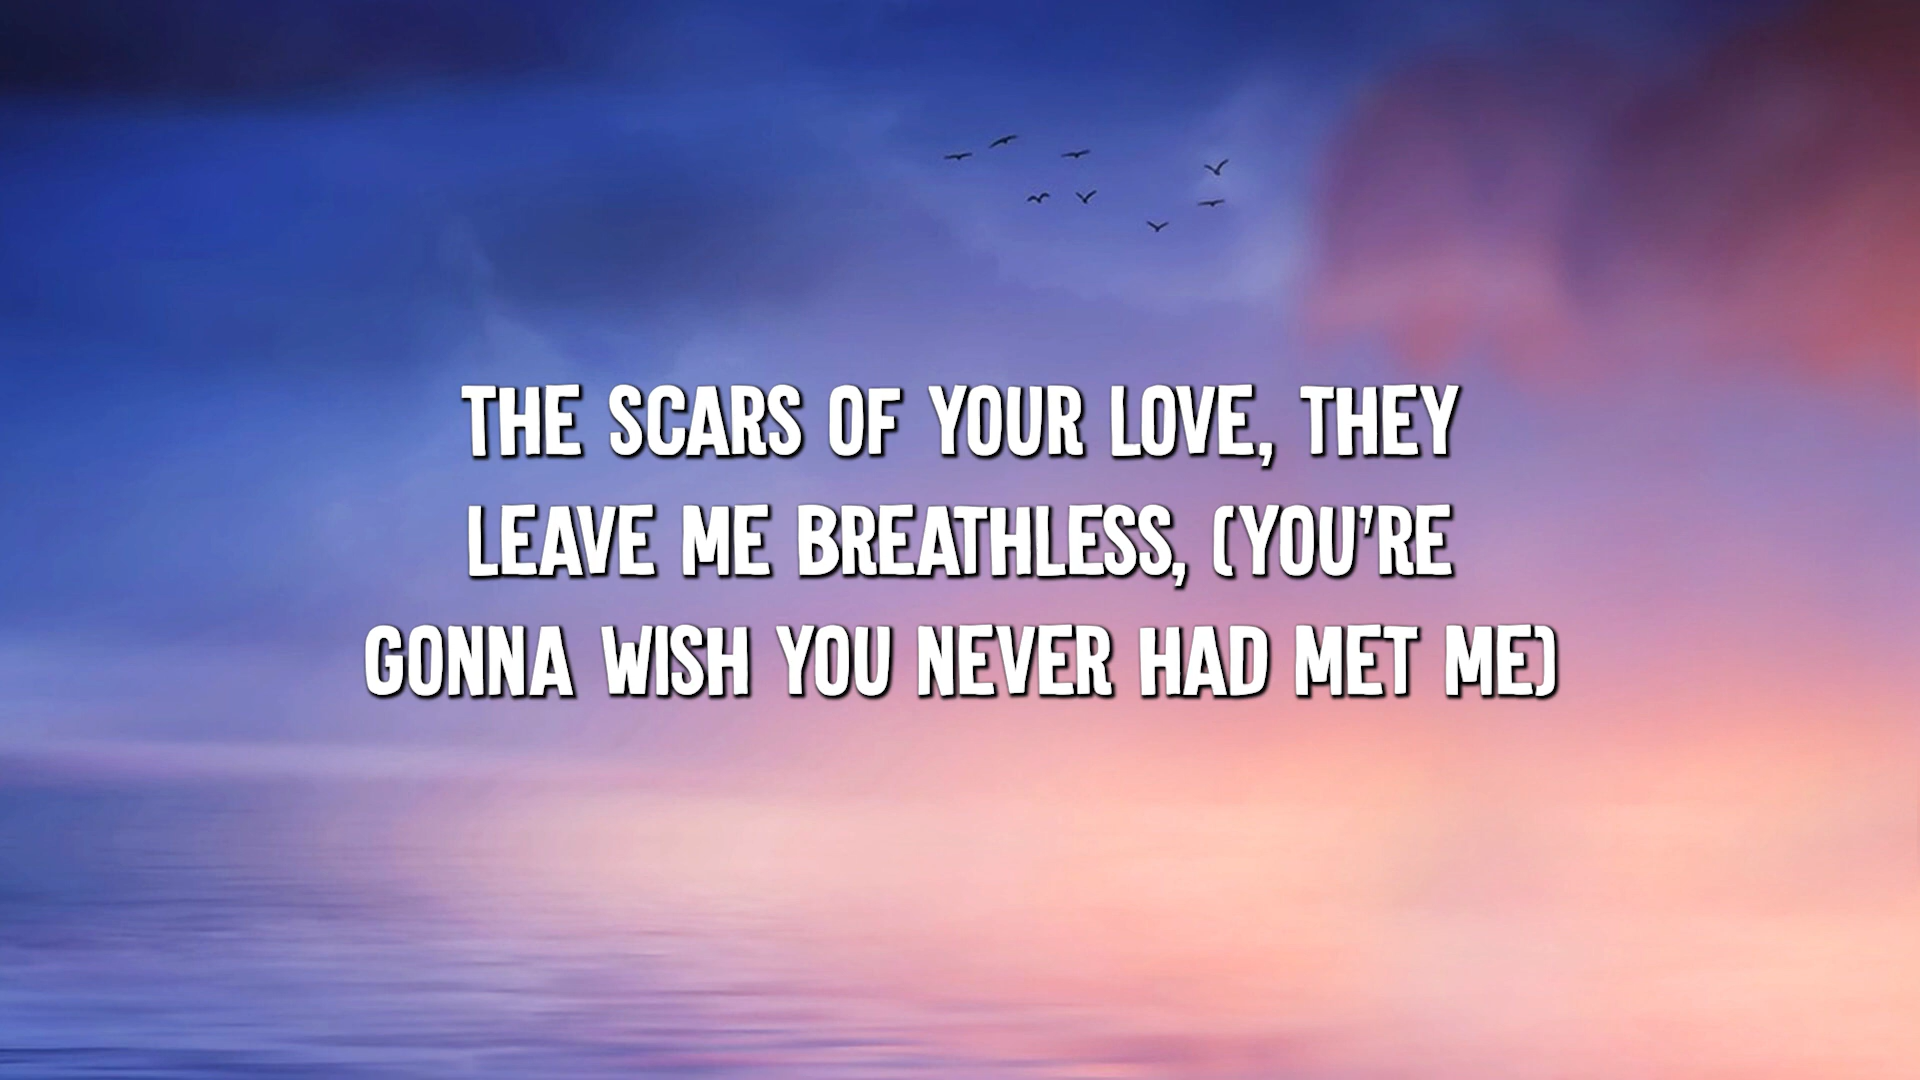 THE SCARS OF YOUR LOVE, THEY
LEAVE ME BREATHLESS, (YOU'RE
GONNA WISH YOU NEVER HAD MET ME)